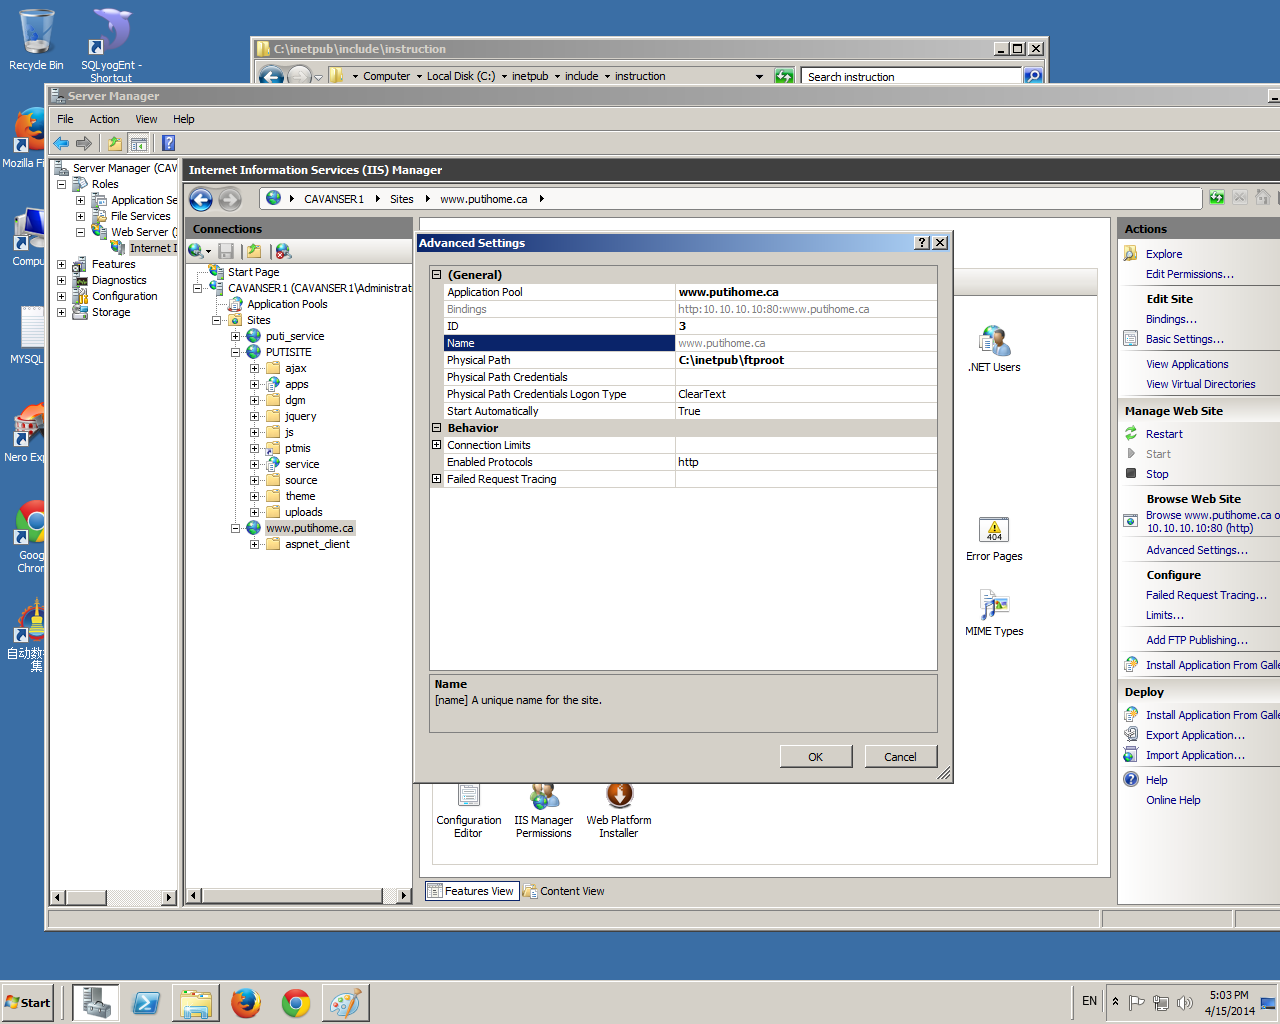 Recycle Bin
SQLyogEnt -
Shortcut
C:\inetpub\include\instruction
Computer
Local Disk (C:)
inetpub
include
instruction
Search instruction
Server Manager
File
Action
View
Help
Mozilla Fi
Compu
MYSQL
Nero Exp
Goog
Chron
自动数
集
Server Manager (CAV
Roles
Application Se
File Services
Web Server (I
Internet I
Features
Diagnostics
Configuration
Storage
Internet Information Services (IIS) Manager
CAVANSER1
Sites
www.putihome.ca
Connections
Start Page
CAVANSER1 (CAVANSER1\Administrat
Application Pools
Sites
puti_service
PUTISITE
ajax
apps
dgm
jquery
js
ptmis
service
source
theme
uploads
www.putihome.ca
aspnet_client
Advanced Settings
(General)
Application Pool www.putihome.ca
Bindings http:10.10.10.10:80:www.putihome.ca
ID 3
Name www.putihome.ca
Physical Path C:\inetpub\ftproot
Physical Path Credentials
Physical Path Credentials Logon Type ClearText
Start Automatically True
Behavior
Connection Limits
Enabled Protocols http
Failed Request Tracing
Name
[name] A unique name for the site.
OK
Cancel
.NET Users
404
Error Pages
MIME Types
Configuration
Editor
IIS Manager
Permissions
Web Platform
Installer
Features View
Content View
Actions
Explore
Edit Permissions...
Edit Site
Bindings...
Basic Settings...
View Applications
View Virtual Directories
Manage Web Site
Restart
Start
Stop
Browse Web Site
Browse www.putihome.ca o
10.10.10.10:80 (http)
Advanced Settings...
Configure
Failed Request Tracing...
Limits...
Add FTP Publishing...
Install Application From Galle
Deploy
Install Application From Galle
Export Application...
Import Application...
Help
Online Help
Start
EN
5:03 PM
4/15/2014